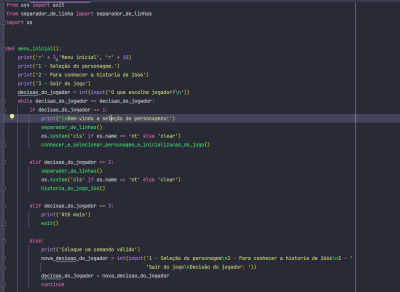 from sys import exit
from separador_de_linha import separador_de_linhas
import os
def menu_inicial():
print('=' * 3,'Menu inicial', '=' * 20)
print('1 - Seleção do personagem.')
print('2 - Para conhecer a historia de 2666')
print('3 - Sair do jogo')
decisao_do_jogador = int(input('O que escolhe jogador?\n'))
while decisao_do_jogador == decisao_do_jogador:
if decisao_do_jogador == 1:
print('\nBem-vindo a seleção de personagens!')
separador_de_linhas()
os.system('cls' if os.name == 'nt' else 'clear')
conhecer_e_selecionar_personagem_e_inicializacao_do_jogo()
elif decisao_do_jogador == 2:
separador_de_linhas()
os.system('cls' if os.name == 'nt' else 'clear')
historia_do_jogo_266()
elif decisao_do_jogador == 3:
print('Até mais')
exit()
else:
print('Coloque um comando válido')
nova_decisao_do_jogador = int(input('1 - Seleção do personagem\n2 - Para conhecer a historia de 2666\n3 - '
'Sair do jogo\nDecisão do jogador: '))
decisao_do_jogador = nova_decisao_do_jogador
continue